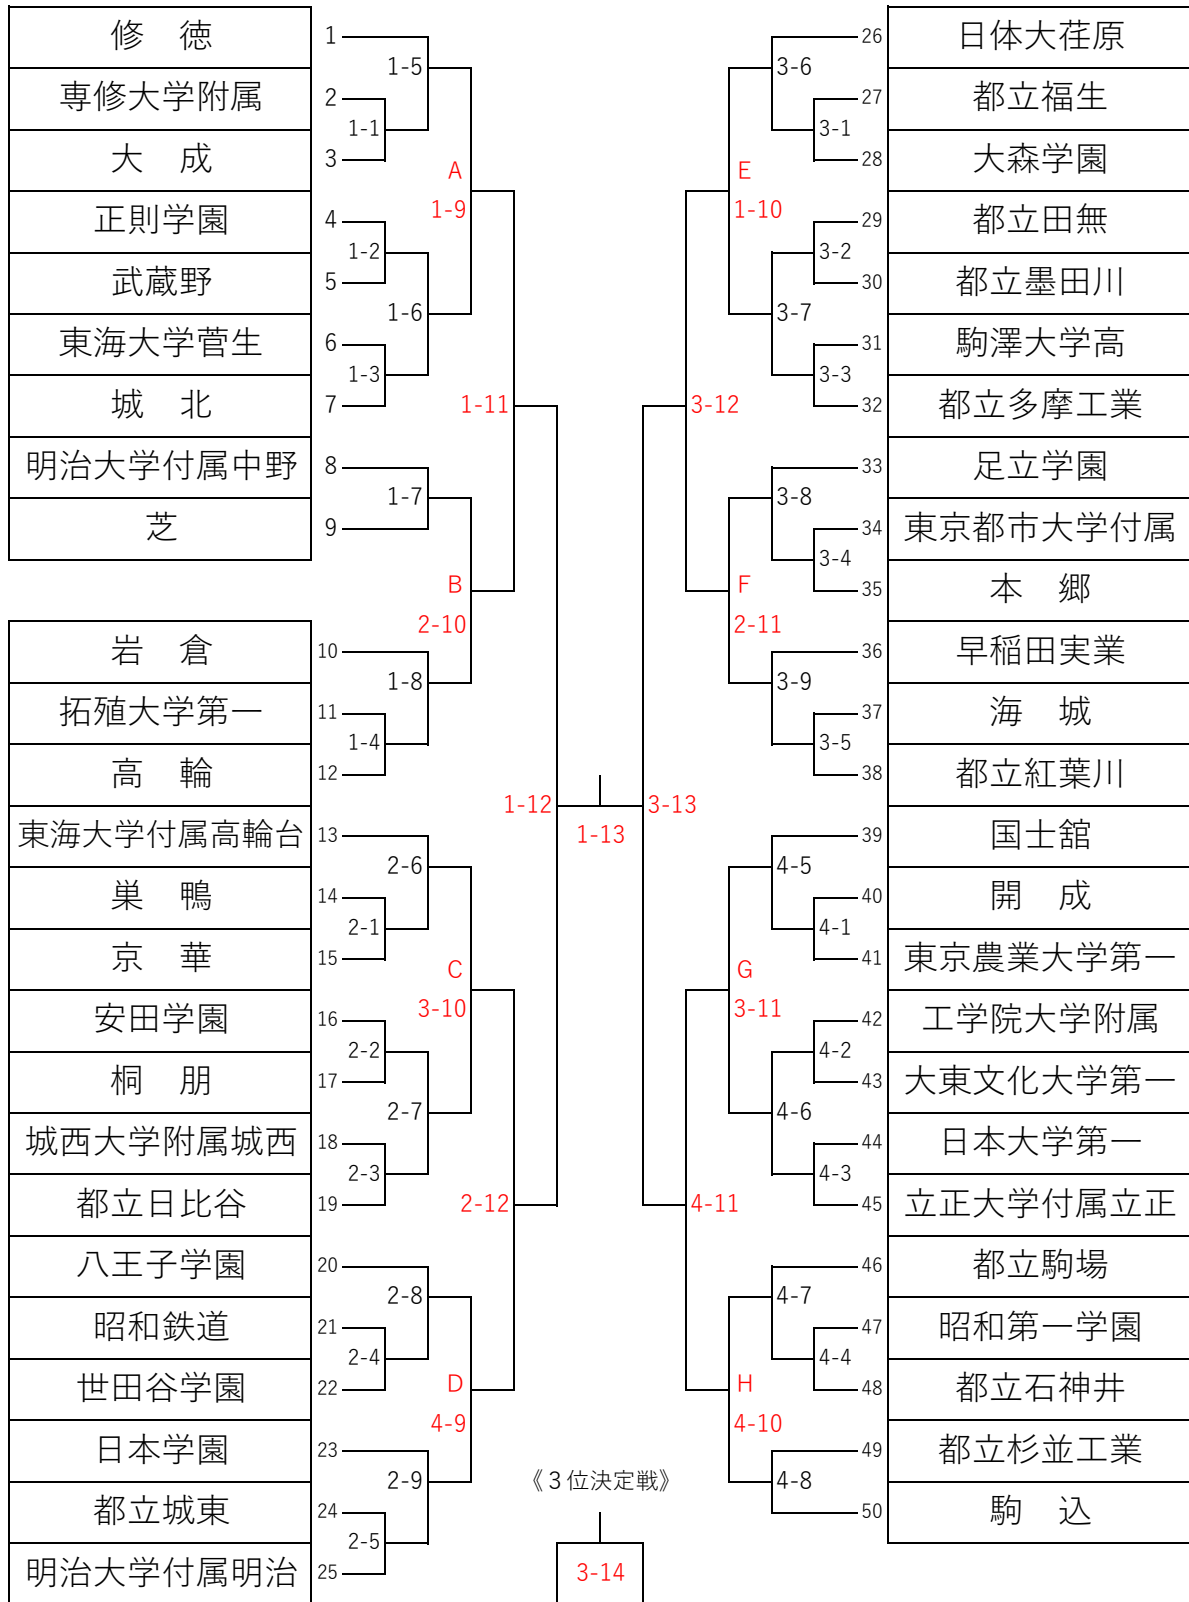 修　徳 1
専修大学附属 2
大　成 3
正則学園 4
武蔵野 5
東海大学菅生 6
城　北 7
明治大学付属中野 8
芝 9
岩　倉 10
拓殖大学第一 11
高　輪 12
東海大学付属高輪台 13
巣　鴨 14
京　華 15
安田学園 16
桐　朋 17
城西大学附属城西 18
都立日比谷 19
八王子学園 20
昭和鉄道 21
世田谷学園 22
日本学園 23
都立城東 24
明治大学付属明治 25
1-5
1-1
A
1-9
1-2
1-6
1-3
1-11
1-7
B
2-10
1-8
1-4
1-12
2-6
2-1
C
3-10
2-2
2-7
2-3
2-12
2-8
2-4
D
4-9
2-9
2-5
1-13
《３位決定戦》
3-14
3-6
3-1
E
1-10
3-2
3-7
3-3
3-12
3-8
3-4
F
2-11
3-9
3-5
3-13
4-5
4-1
G
3-11
4-2
4-6
4-3
4-11
4-7
4-4
H
4-10
4-8
26 日体大荏原
27 都立福生
28 大森学園
29 都立田無
30 都立墨田川
31 駒澤大学高
32 都立多摩工業
33 足立学園
34 東京都市大学付属
35 本　郷
36 早稲田実業
37 海　城
38 都立紅葉川
39 国士舘
40 開　成
41 東京農業大学第一
42 工学院大学附属
43 大東文化大学第一
44 日本大学第一
45 立正大学付属立正
46 都立駒場
47 昭和第一学園
48 都立石神井
49 都立杉並工業
50 駒　込